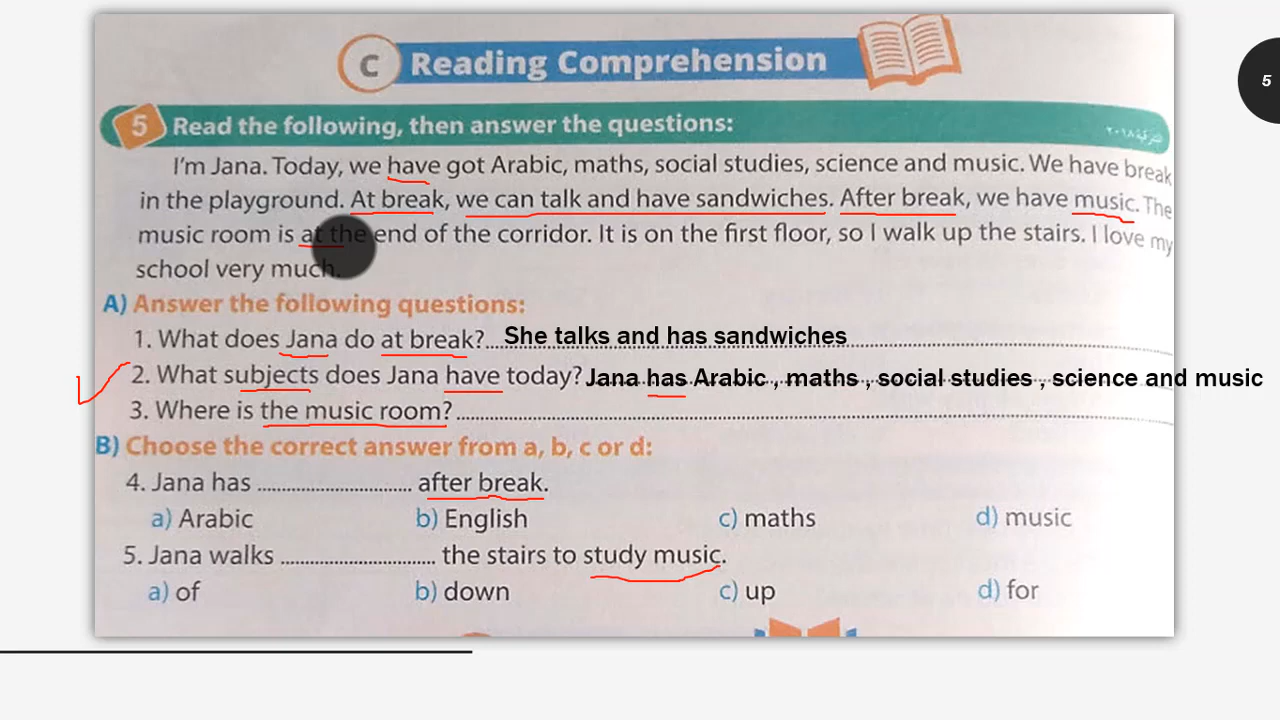 5
C Reading Comprehension
5 Read the following, then answer the questions:
الشرقية ٢٠١٨
I'm Jana. Today, we have got Arabic, maths, social studies, science and music. We have break
in the playground. At break, we can talk and have sandwiches. After break, we have music. The
music room is at the end of the corridor. It is on the first floor, so I walk up the stairs. I love my
school very much.
A) Answer the following questions:
1. What does Jana do at break?........She talks and has sandwiches
2. What subjects does Jana have today? Jana has Arabic , maths , social studies , science and music
3. Where is the music room?........
B) Choose the correct answer from a, b, c or d:
4. Jana has ........ after break.
a) Arabic b) English c) maths d) music
5. Jana walks ........ the stairs to study music.
a) of b) down c) up d) for